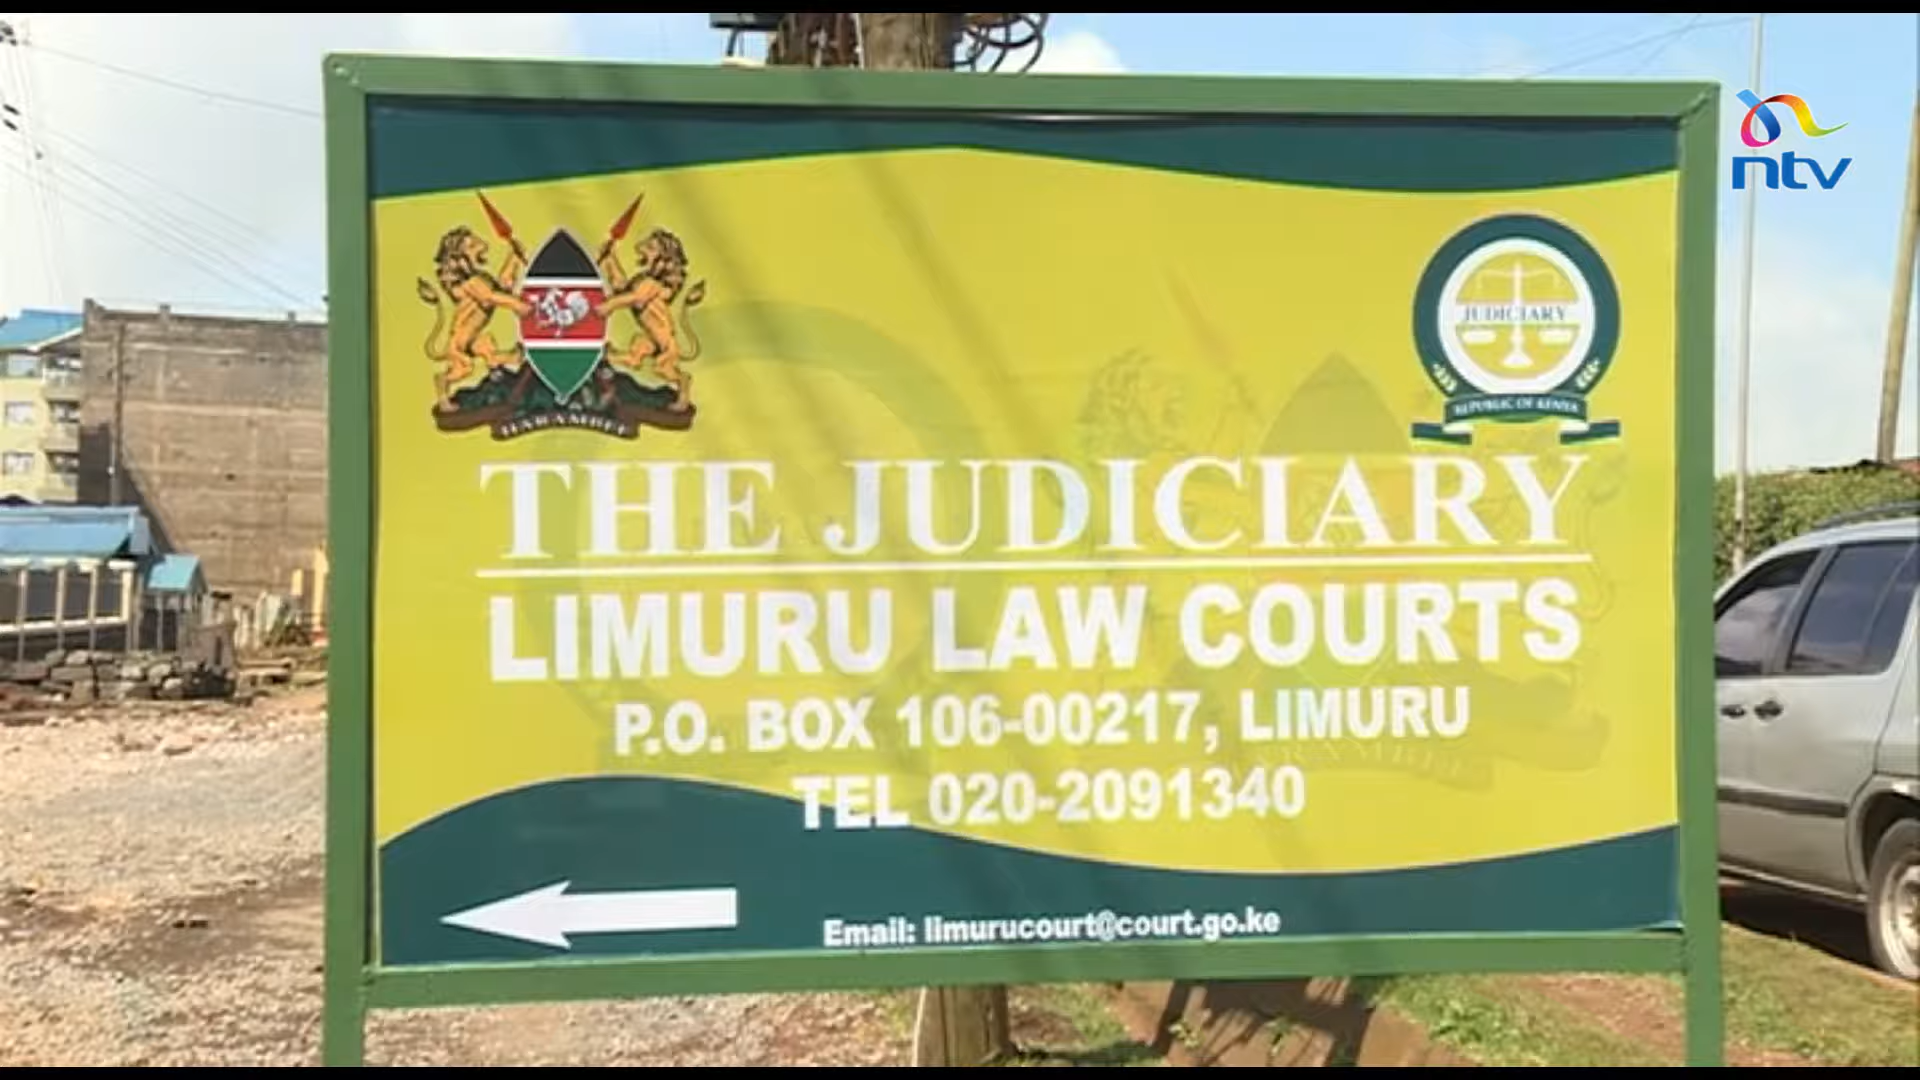 ntv
JUDICIARY
REPUBLIC OF KENYA
HARAMBEE
THE JUDICIARY
LIMURU LAW COURTS
P.O. BOX 106-00217, LIMURU
TEL 020-2091340
Email: limurucourt@court.go.ke